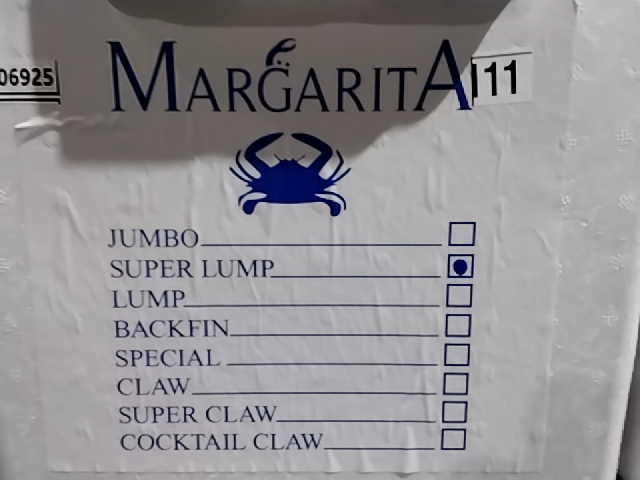 06925
MARGARITA
111
JUMBO
SUPER LUMP
LUMP
BACKFIN
SPECIAL
CLAW
SUPER CLAW
COCKTAIL CLAW